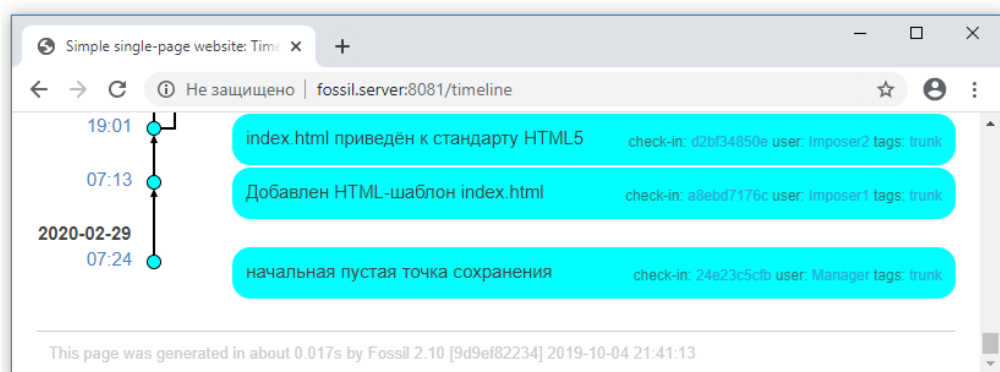 Simple single-page website: Time
Не защищено | fossil.server:8081/timeline
19:01 index.html приведён к стандарту HTML5 check-in: d2bf34850e user: Imposer2 tags: trunk
07:13 Добавлен HTML-шаблон index.html check-in: a8ebd7176c user: Imposer1 tags: trunk
2020-02-29
07:24 начальная пустая точка сохранения check-in: 24e23c5cfb user: Manager tags: trunk
This page was generated in about 0.017s by Fossil 2.10 [9d9ef82234] 2019-10-04 21:41:13